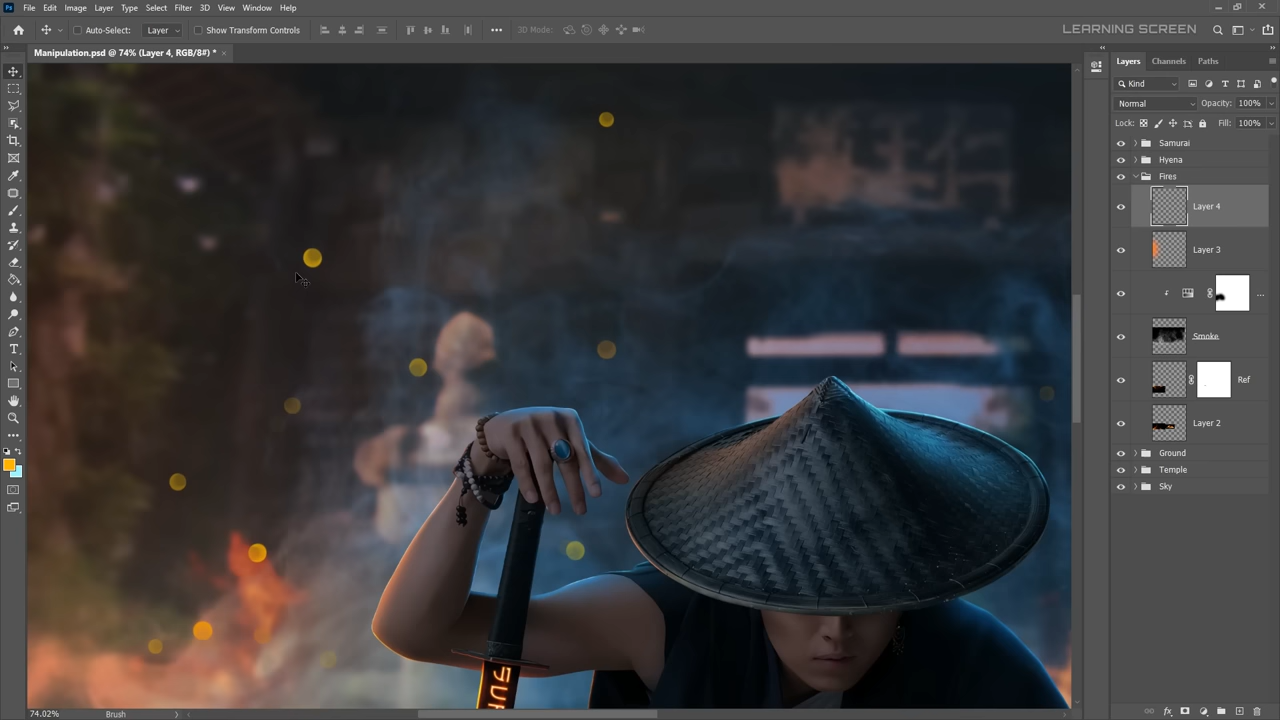 Ps File Edit Image Layer Type Select Filter 3D View Window Help
Auto-Select: Layer Show Transform Controls 3D Mode: LEARNING SCREEN
Manipulation.psd @ 74% (Layer 4, RGB/8#) * ×
Layers Channels Paths
Kind
Normal Opacity: 100%
Lock: Fill: 100%
Samurai
Hyena
Fires
Layer 4
Layer 3
...
Smoke
Ref
Layer 2
Ground
Temple
Sky
74.02% Brush